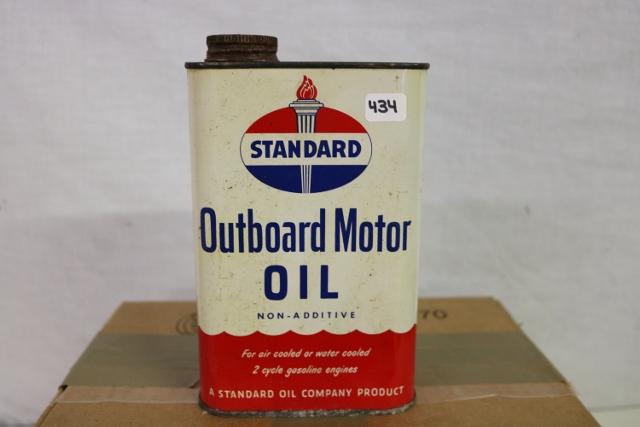 434
STANDARD
Outboard Motor
OIL
NON-ADDITIVE
For air cooled or water cooled
2 cycle gasoline engines
A STANDARD OIL COMPANY PRODUCT
70